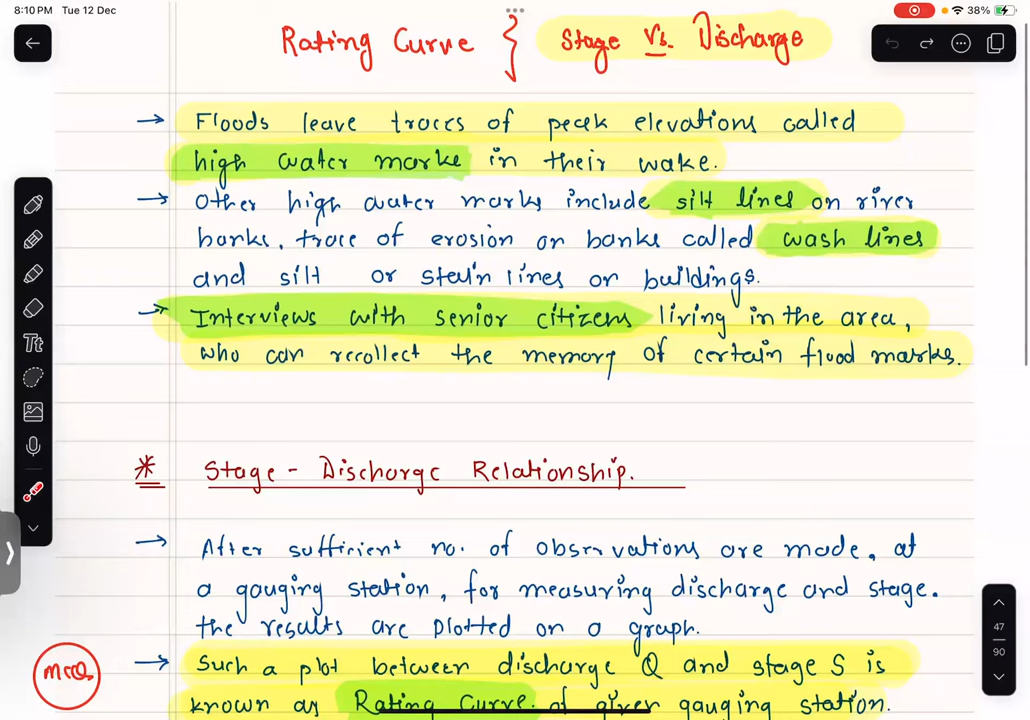 8:10 PM Tue 12 Dec
38%
Rating Curve { Stage Vs. Discharge
→ Floods leave traces of peak elevations called
high water marke in their wake.
→ Other high water marks include silt lines on river
banks, trace of erosion on banks called wash lines
and silt or stain lines on buildings.
→ Interviews with senior citizens living in the area,
who can recollect the memory of certain flood marks.
Tt
* Stage - Discharge Relationship.
→ After sufficient no. of observations are made, at
a gauging station, for measuring discharge and stage.
the results are plotted on a graph.
47
90
MCQ
→ Such a plot between discharge Q and stage S is
known as Rating Curve of given gauging station.